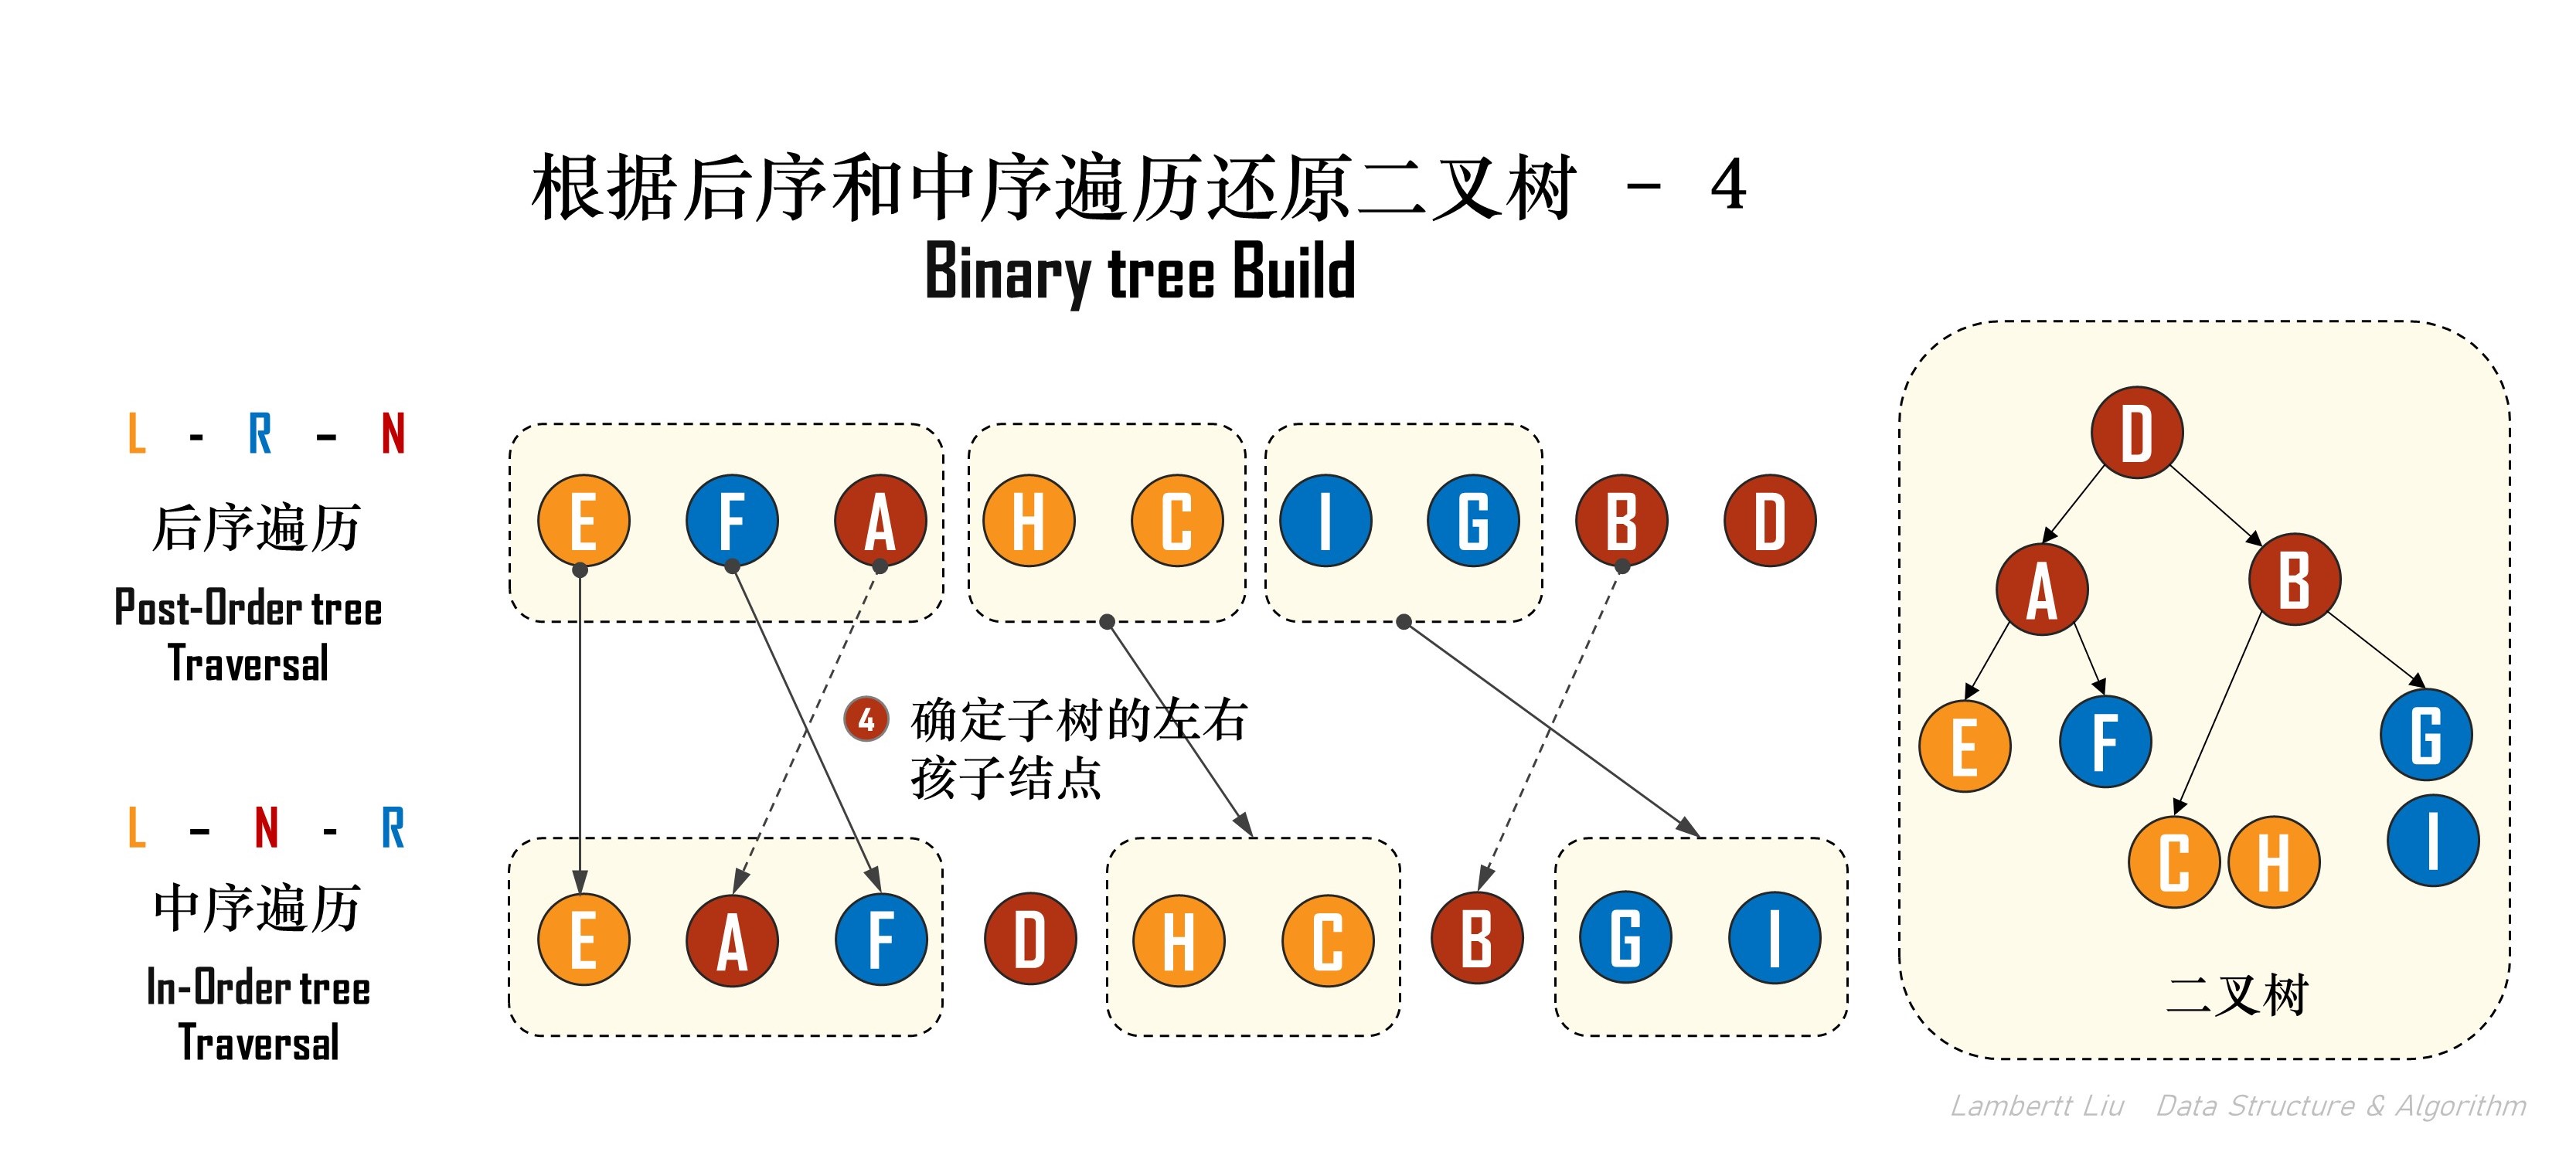 根据后序和中序遍历还原二叉树 - 4
Binary tree Build
L - R - N
后序遍历
Post-Order tree
Traversal
E F A H C I G B D
4 确定子树的左右
孩子结点
L - N - R
中序遍历
In-Order tree
Traversal
E A F D H C B G I
D
A B
E F G
C H I
二叉树
Lambertt Liu Data Structure & Algorithm